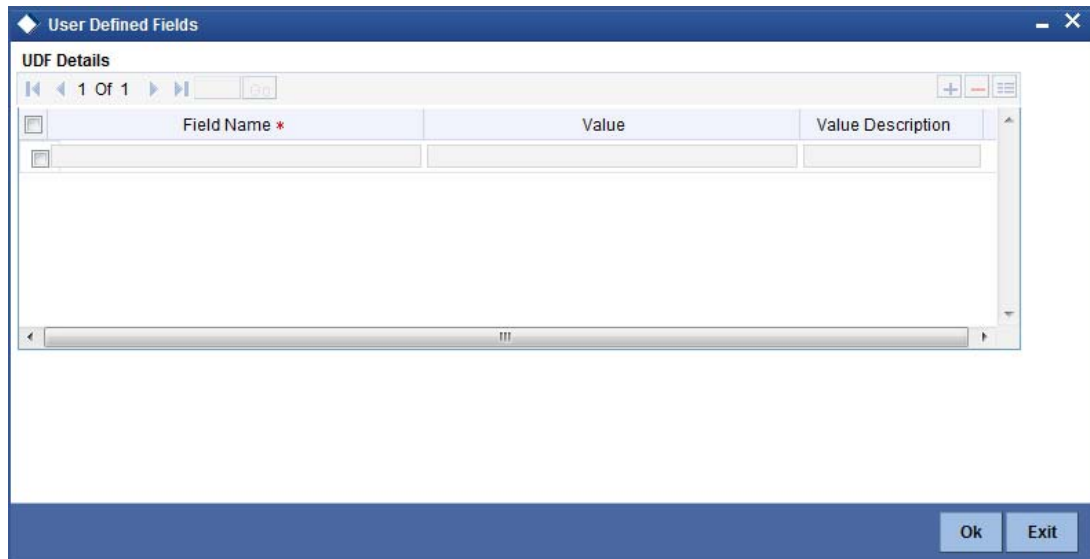 User Defined Fields
UDF Details
1 Of 1 Go
Field Name * Value Value Description
Ok Exit